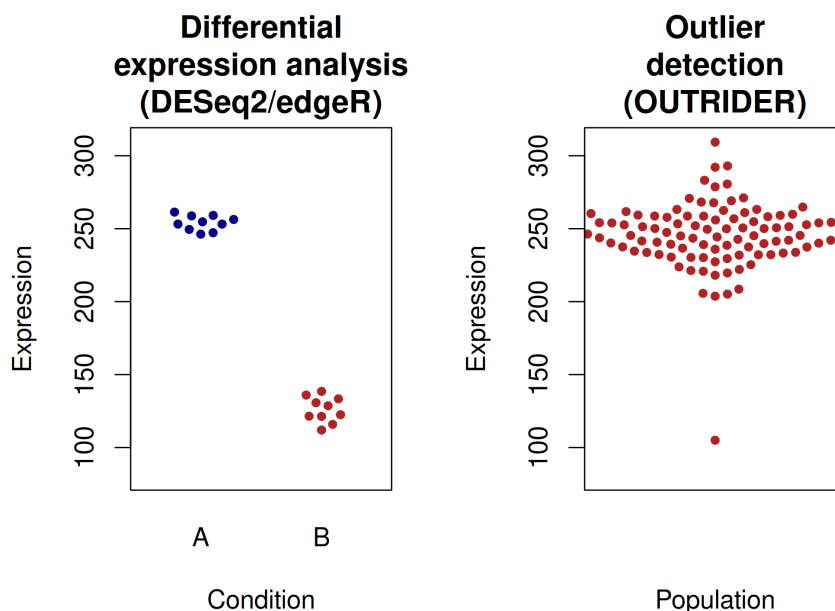 Differential
expression analysis
(DESeq2/edgeR)
Expression
300
250
200
150
100
A B
Condition
Outlier
detection
(OUTRIDER)
Expression
300
250
200
150
100
Population